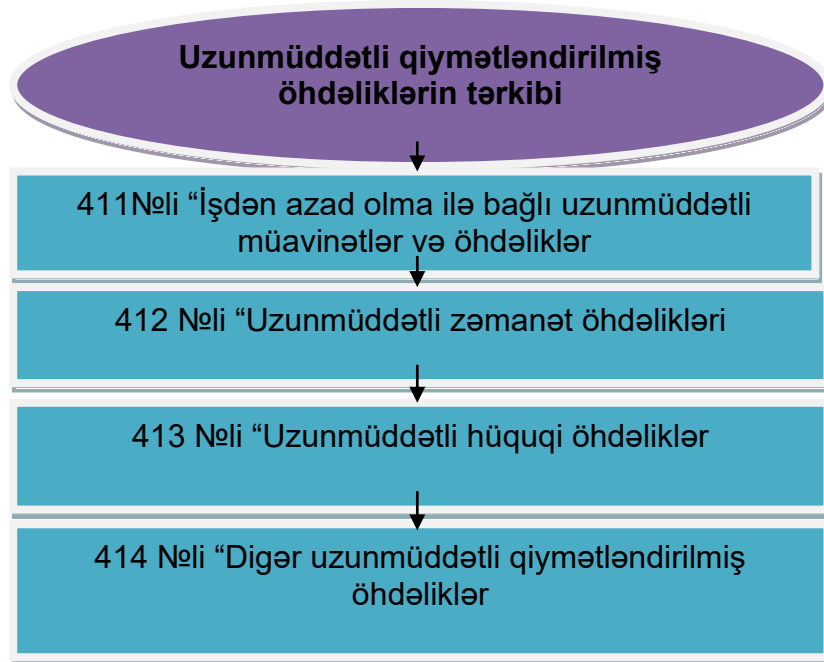 Uzunmüddətli qiymətləndirilmiş
öhdəliklərin tərkibi
411№li “İşdən azad olma ilə bağlı uzunmüddətli
müavinətlər və öhdəliklər
412 №li “Uzunmüddətli zəmanət öhdəlikləri
413 №li “Uzunmüddətli hüquqi öhdəliklər
414 №li “Digər uzunmüddətli qiymətləndirilmiş
öhdəliklər